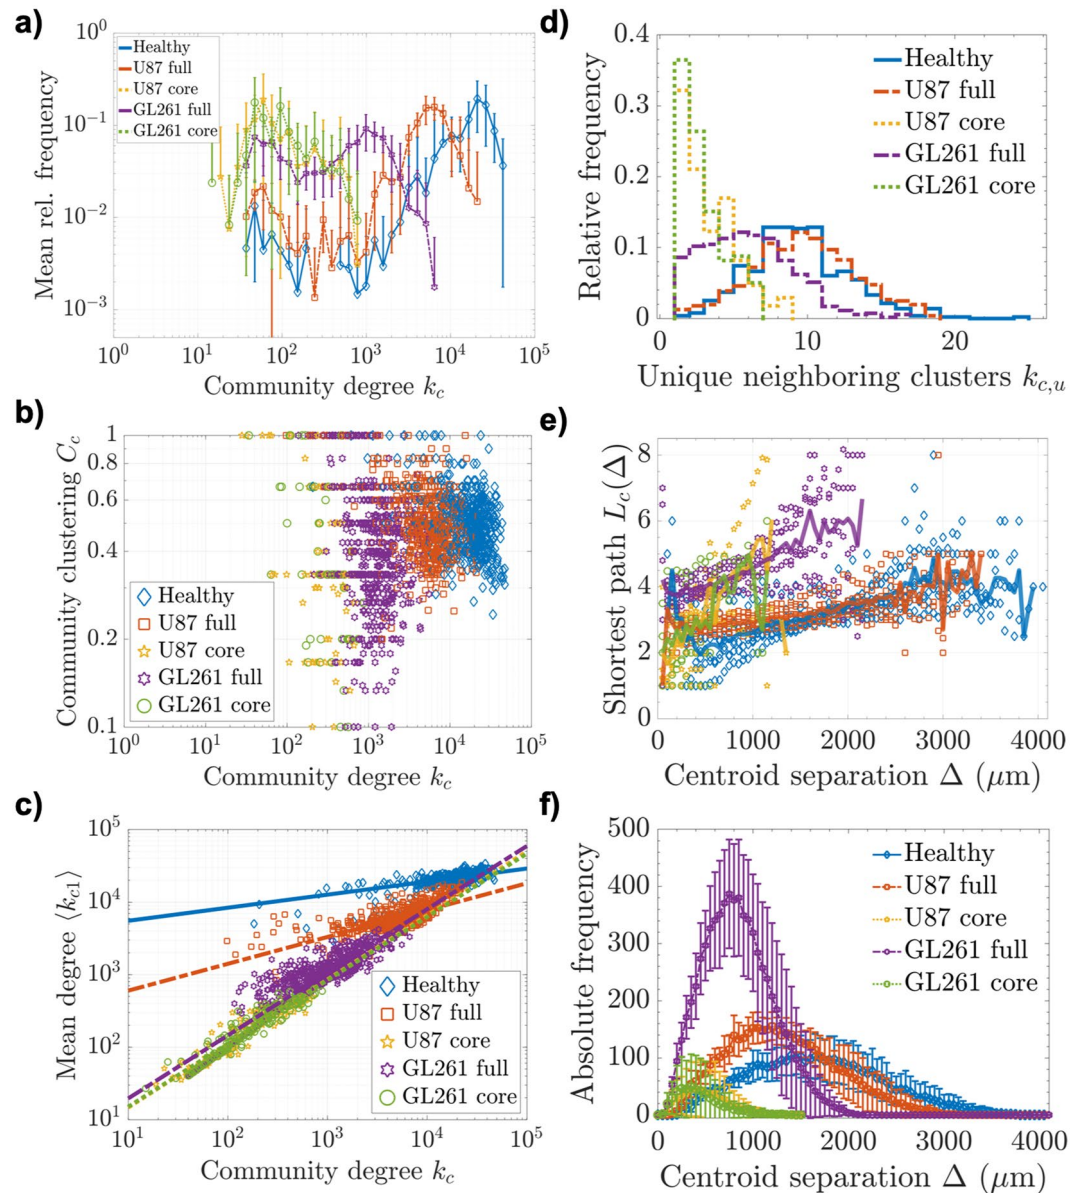 a)
10^0
10^-1
10^-2
10^-3
Mean rel. frequency
Healthy
U87 full
U87 core
GL261 full
GL261 core
10^0 10^1 10^2 10^3 10^4 10^5
Community degree k_c
b)
1
0.8
0.6
0.4
0.2
0.1
Community clustering C_c
Healthy
U87 full
U87 core
GL261 full
GL261 core
10^0 10^1 10^2 10^3 10^4 10^5
Community degree k_c
c)
10^5
10^4
10^3
10^2
10^1
Mean degree ⟨k_c1⟩
Healthy
U87 full
U87 core
GL261 full
GL261 core
10^1 10^2 10^3 10^4 10^5
Community degree k_c
d)
0.4
0.3
0.2
0.1
0
Relative frequency
Healthy
U87 full
U87 core
GL261 full
GL261 core
0 10 20
Unique neighboring clusters k_c,u
e)
8
6
4
2
0
Shortest path L_c(Δ)
0 1000 2000 3000 4000
Centroid separation Δ (μm)
f)
500
400
300
200
100
0
Absolute frequency
Healthy
U87 full
U87 core
GL261 full
GL261 core
0 1000 2000 3000 4000
Centroid separation Δ (μm)